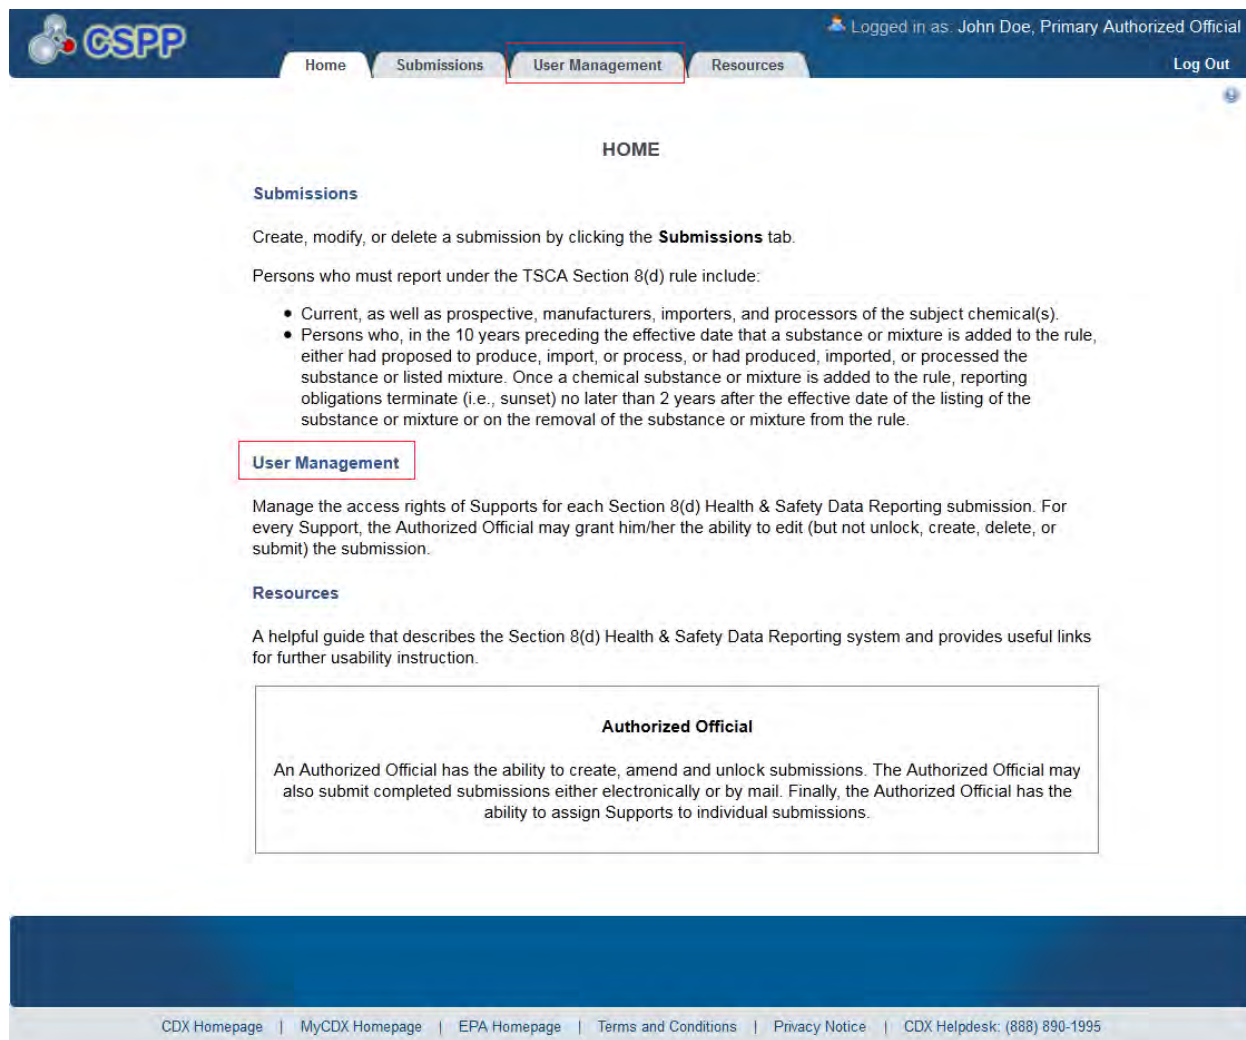 CSPP
Logged in as: John Doe, Primary Authorized Official
Home Submissions User Management Resources Log Out
HOME
Submissions
Create, modify, or delete a submission by clicking the Submissions tab.
Persons who must report under the TSCA Section 8(d) rule include:
● Current, as well as prospective, manufacturers, importers, and processors of the subject chemical(s).
● Persons who, in the 10 years preceding the effective date that a substance or mixture is added to the rule,
either had proposed to produce, import, or process, or had produced, imported, or processed the
substance or listed mixture. Once a chemical substance or mixture is added to the rule, reporting
obligations terminate (i.e., sunset) no later than 2 years after the effective date of the listing of the
substance or mixture or on the removal of the substance or mixture from the rule.
User Management
Manage the access rights of Supports for each Section 8(d) Health & Safety Data Reporting submission. For
every Support, the Authorized Official may grant him/her the ability to edit (but not unlock, create, delete, or
submit) the submission.
Resources
A helpful guide that describes the Section 8(d) Health & Safety Data Reporting system and provides useful links
for further usability instruction.
Authorized Official
An Authorized Official has the ability to create, amend and unlock submissions. The Authorized Official may
also submit completed submissions either electronically or by mail. Finally, the Authorized Official has the
ability to assign Supports to individual submissions.
CDX Homepage | MyCDX Homepage | EPA Homepage | Terms and Conditions | Privacy Notice | CDX Helpdesk: (888) 890-1995